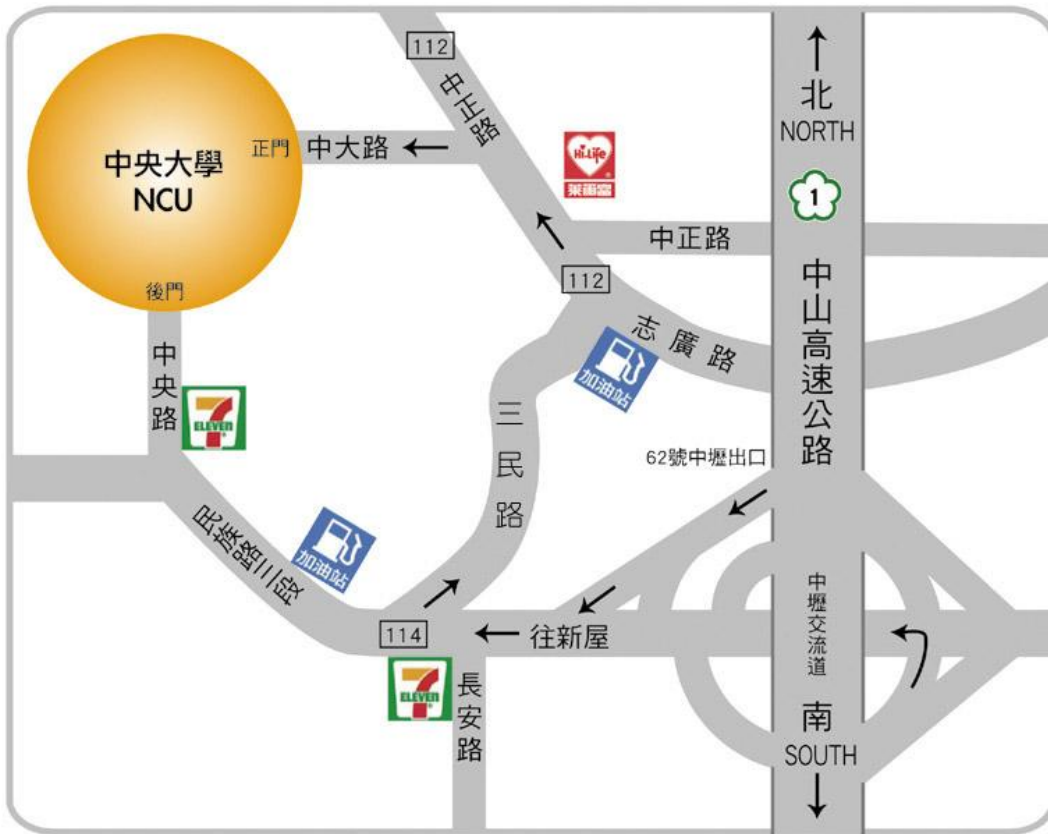 112
中正路
北
NORTH
中央大學
NCU
正門
中大路
Hi-Life
萊爾富
1
中正路
後門
112
中山高速公路
志廣路
加油站
中央路
7
ELEVEN
三民路
62號中壢出口
民族路三段
加油站
中壢交流道
114
往新屋
7
ELEVEN
長安路
南
SOUTH